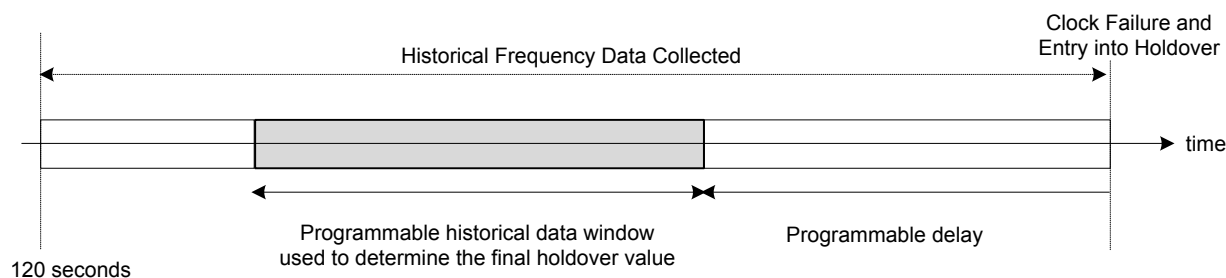 Clock Failure and
Entry into Holdover
Historical Frequency Data Collected
time
Programmable historical data window
used to determine the final holdover value
Programmable delay
120 seconds